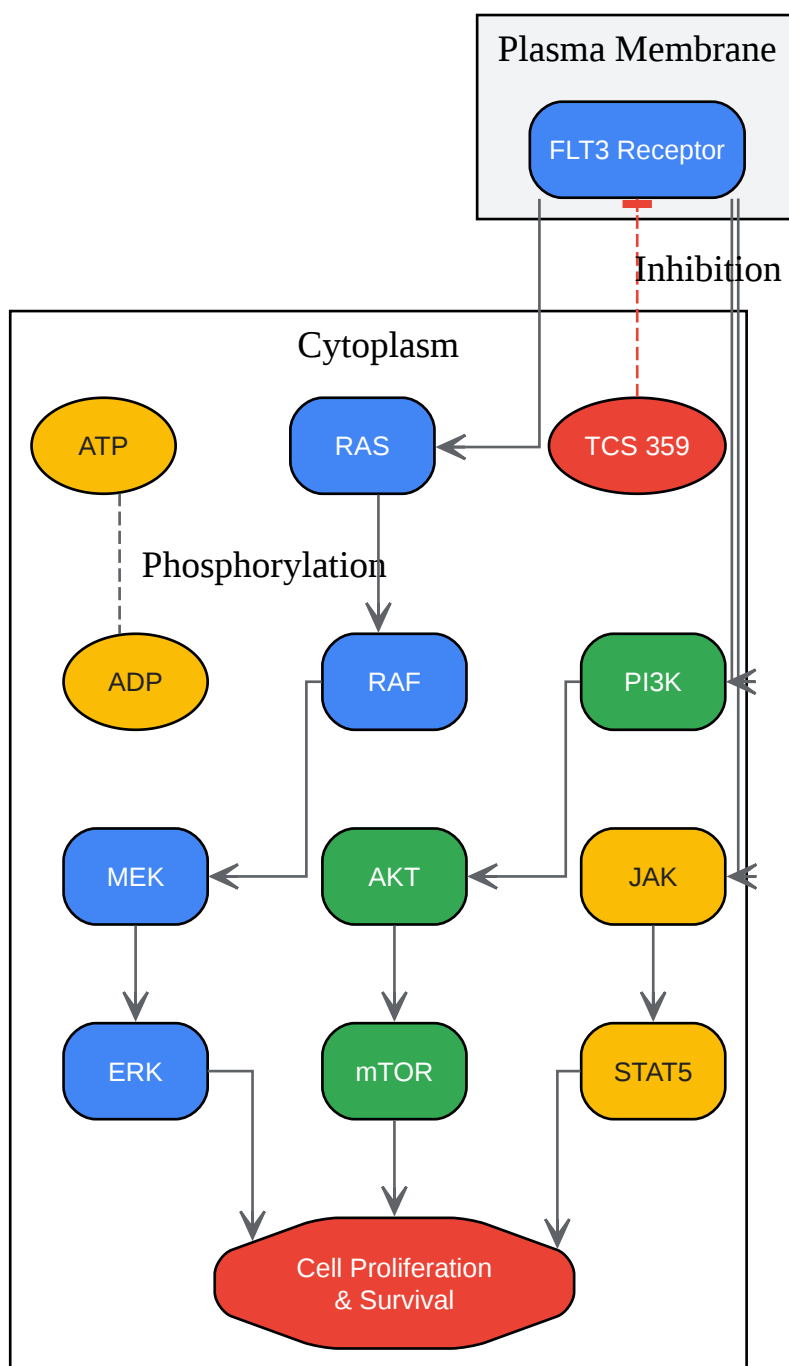 Plasma Membrane
FLT3 Receptor
Inhibition
Cytoplasm
ATP
RAS
TCS 359
Phosphorylation
ADP
RAF
PI3K
MEK
AKT
JAK
ERK
mTOR
STAT5
Cell Proliferation
& Survival